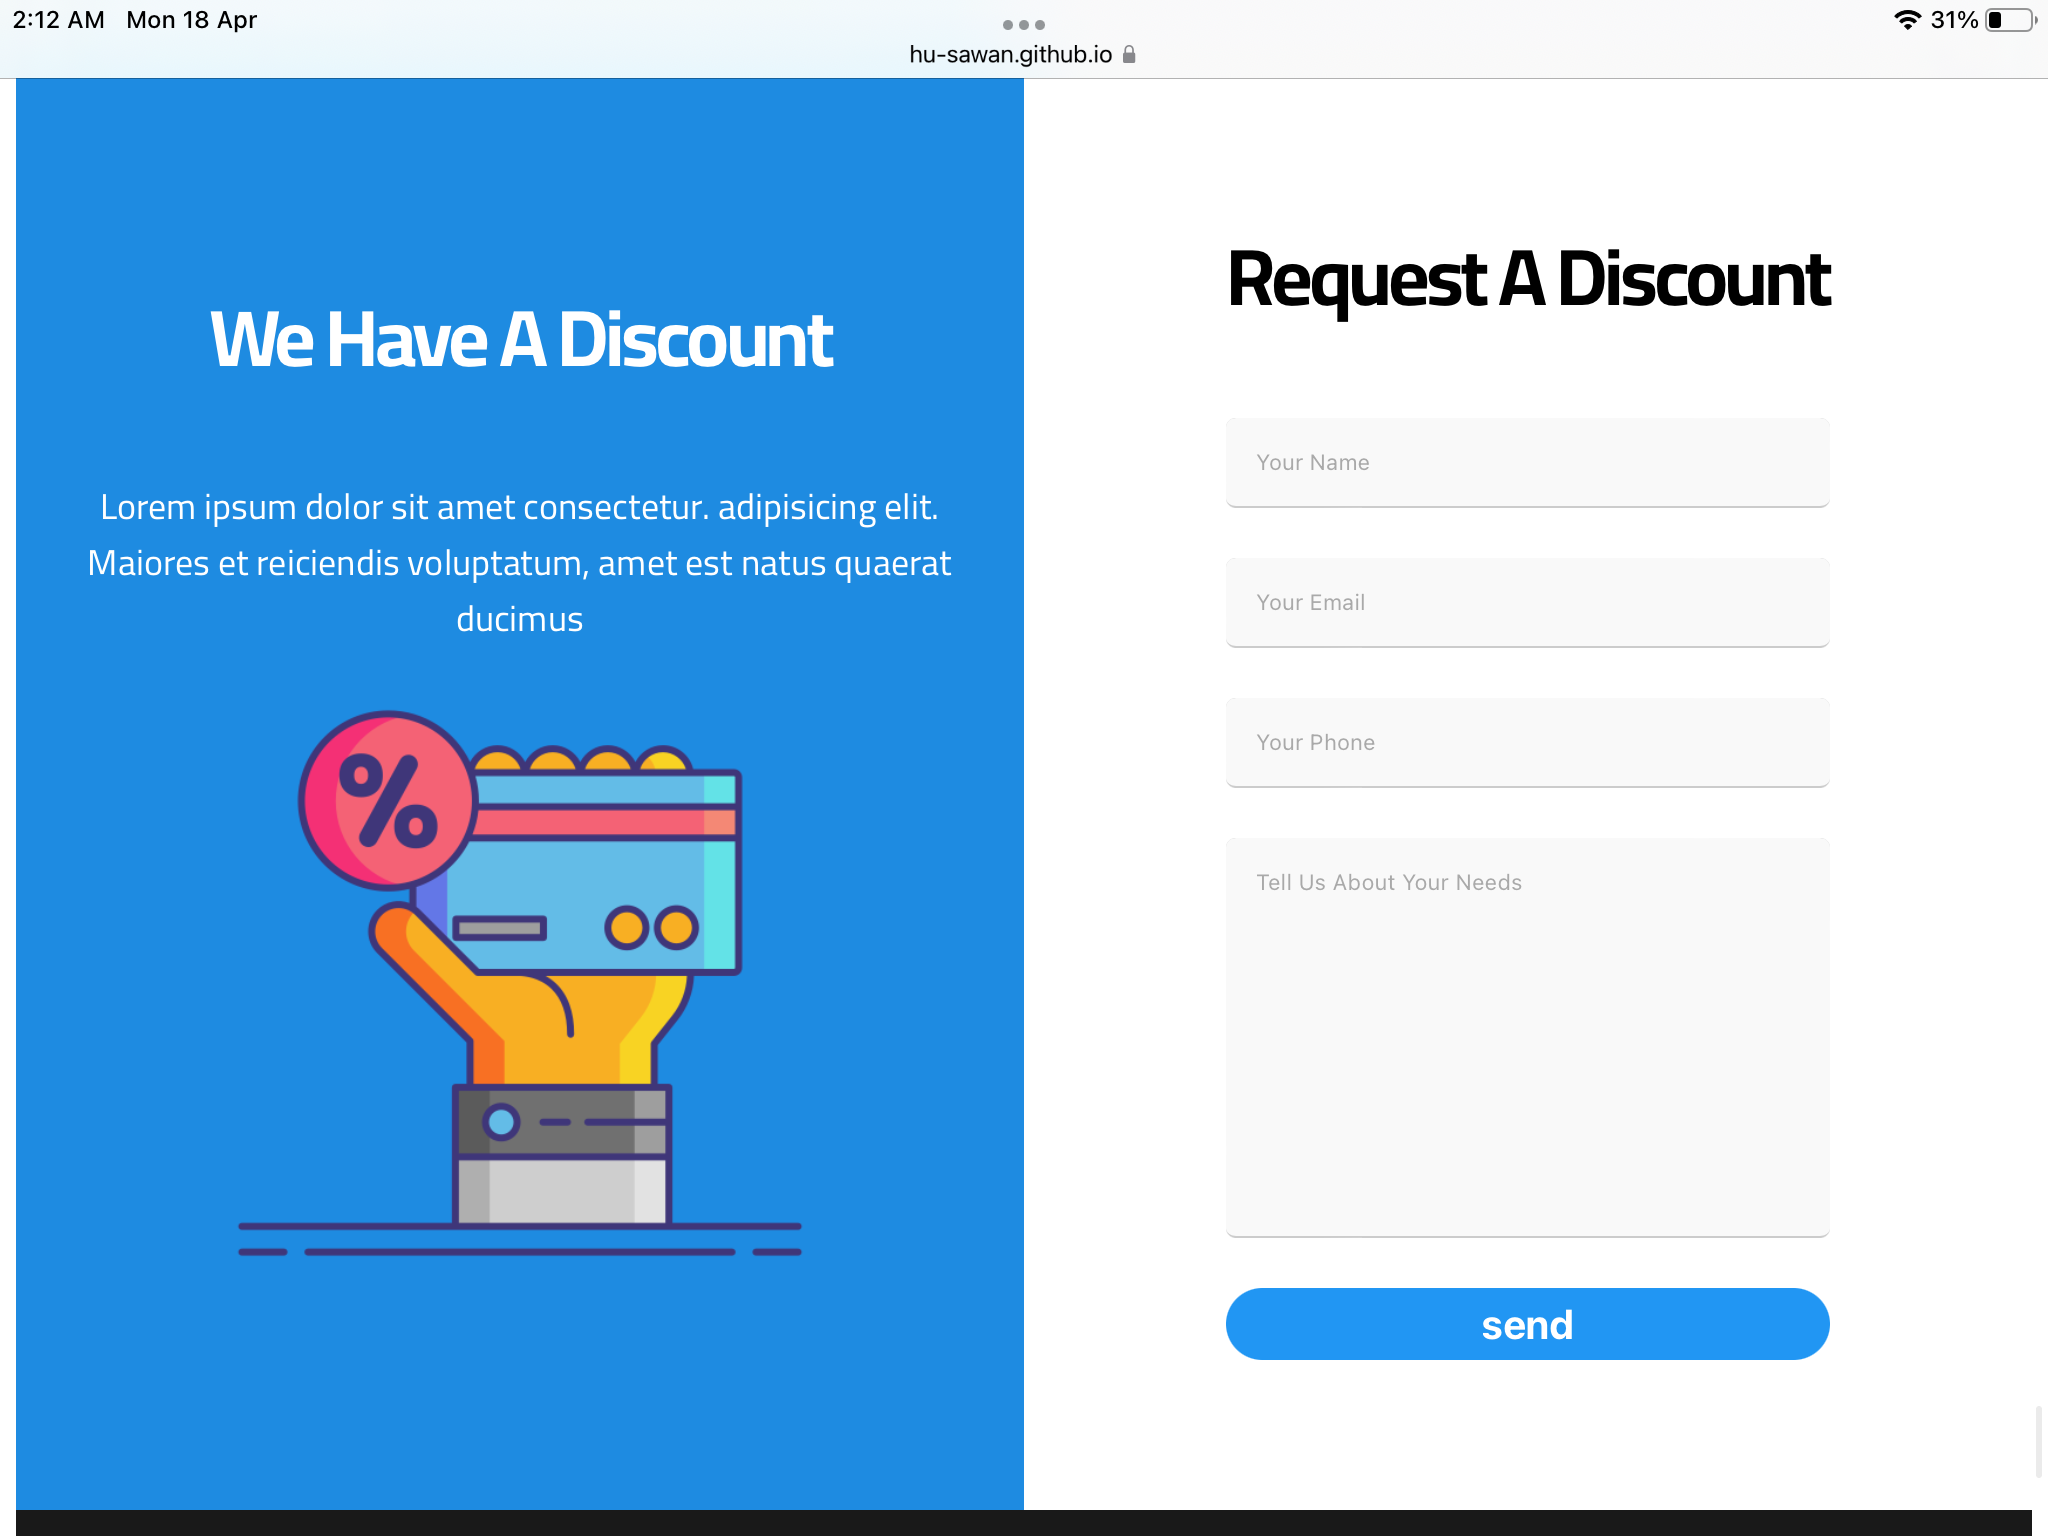 2:12 AM Mon 18 Apr
31%
hu-sawan.github.io
We Have A Discount
Lorem ipsum dolor sit amet consectetur. adipisicing elit.
Maiores et reiciendis voluptatum, amet est natus quaerat
ducimus
%
Request A Discount
Your Name
Your Email
Your Phone
Tell Us About Your Needs
send